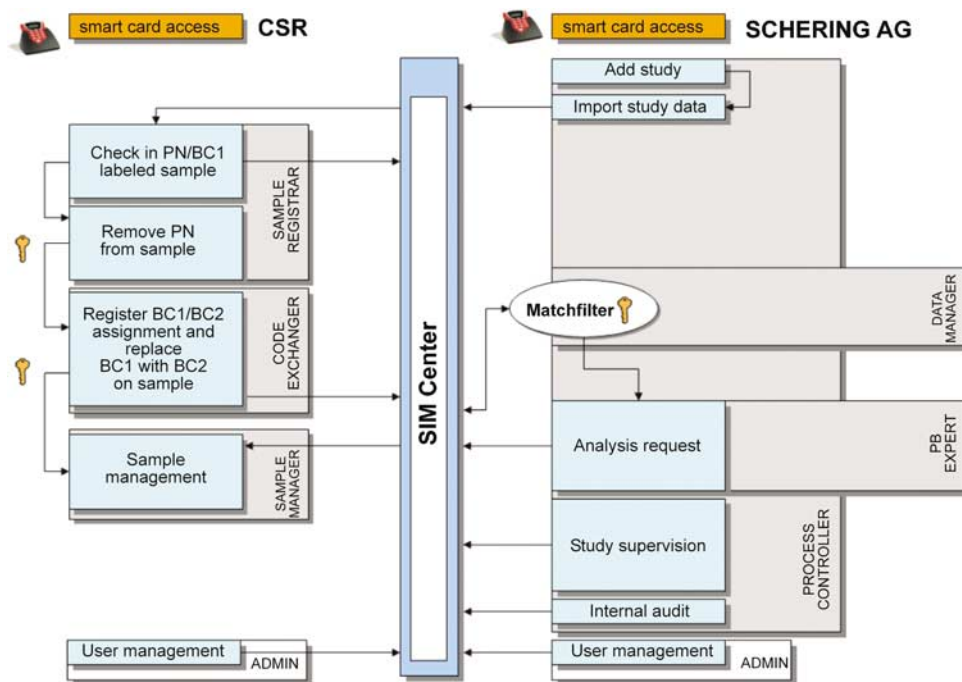 smart card access
CSR
Check in PN/BC1
labeled sample
Remove PN
from sample
SAMPLE
REGISTRAR
Register BC1/BC2
assignment and
replace
BC1 with BC2
on sample
CODE
EXCHANGER
Sample
management
SAMPLE
MANAGER
User management
ADMIN
SIM Center
smart card access
SCHERING AG
Add study
Import study data
Matchfilter
DATA
MANAGER
Analysis request
PB
EXPERT
Study supervision
Internal audit
PROCESS
CONTROLLER
User management
ADMIN